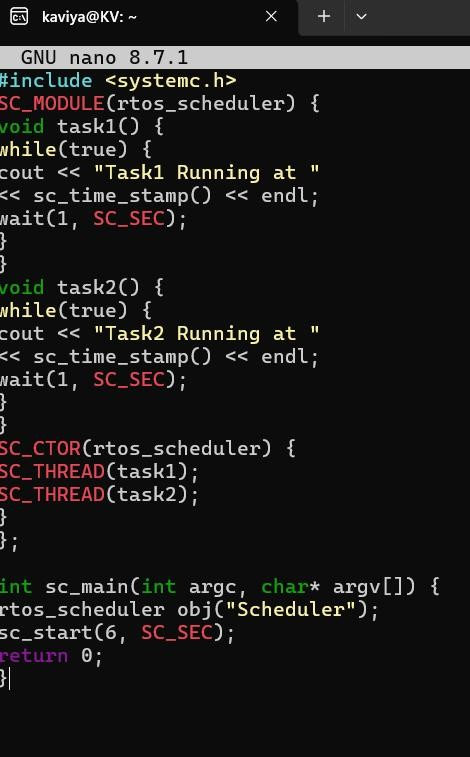 kaviya@KV: ~
GNU nano 8.7.1
#include <systemc.h>
SC_MODULE(rtos_scheduler) {
void task1() {
while(true) {
cout << "Task1 Running at "
<< sc_time_stamp() << endl;
wait(1, SC_SEC);
}
}
void task2() {
while(true) {
cout << "Task2 Running at "
<< sc_time_stamp() << endl;
wait(1, SC_SEC);
}
}
SC_CTOR(rtos_scheduler) {
SC_THREAD(task1);
SC_THREAD(task2);
}
};
int sc_main(int argc, char* argv[]) {
rtos_scheduler obj("Scheduler");
sc_start(6, SC_SEC);
return 0;
}